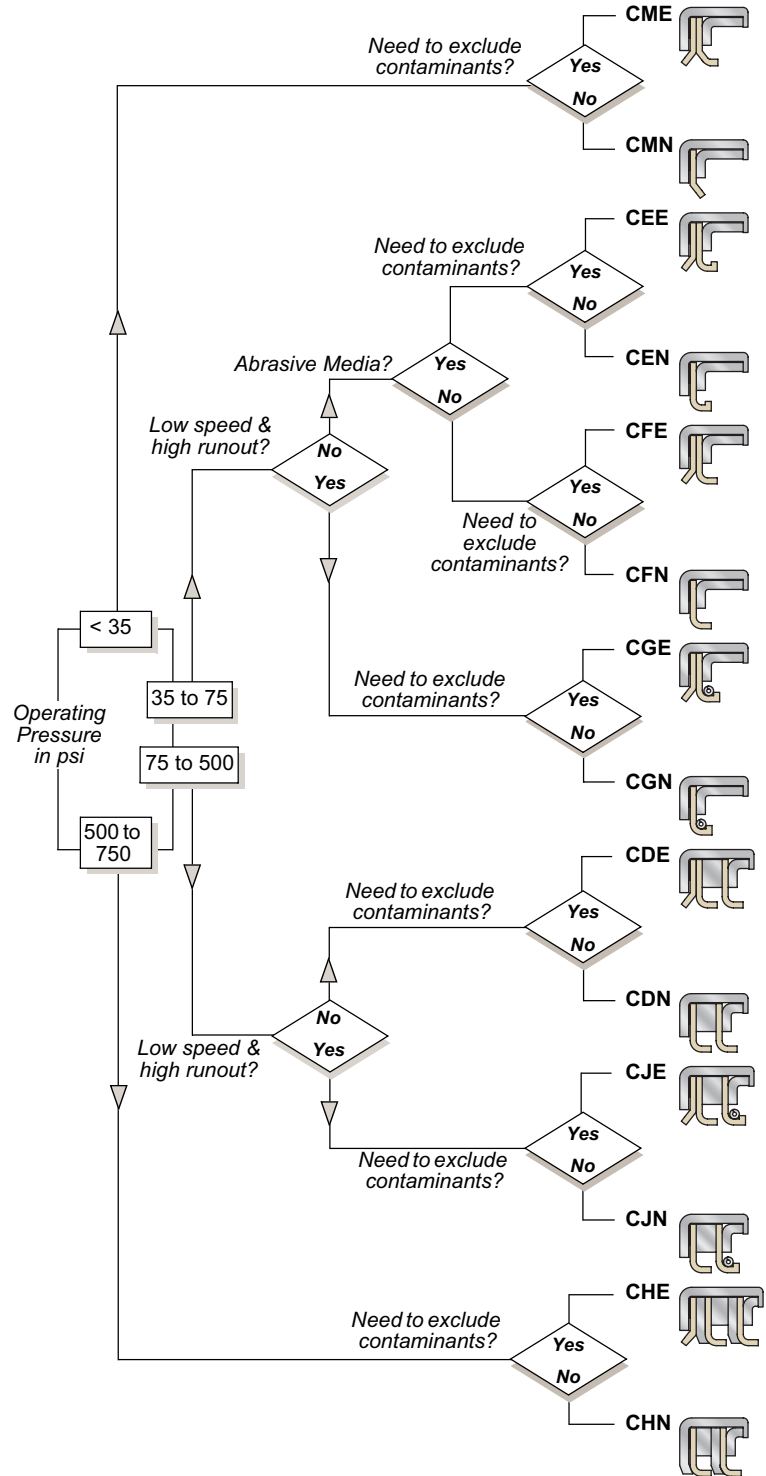 CME
Need to exclude
contaminants?
Yes
No
CMN
CEE
Need to exclude
contaminants?
Yes
No
CEN
Abrasive Media?
Yes
No
CFE
Yes
No
Need to
exclude
contaminants?
CFN
Low speed &
high runout?
No
Yes
CGE
Need to exclude
contaminants?
Yes
No
CGN
< 35
35 to 75
Operating
Pressure
in psi
75 to 500
500 to
750
CDE
Need to exclude
contaminants?
Yes
No
CDN
No
Yes
Low speed &
high runout?
CJE
Yes
No
Need to exclude
contaminants?
CJN
CHE
Need to exclude
contaminants?
Yes
No
CHN